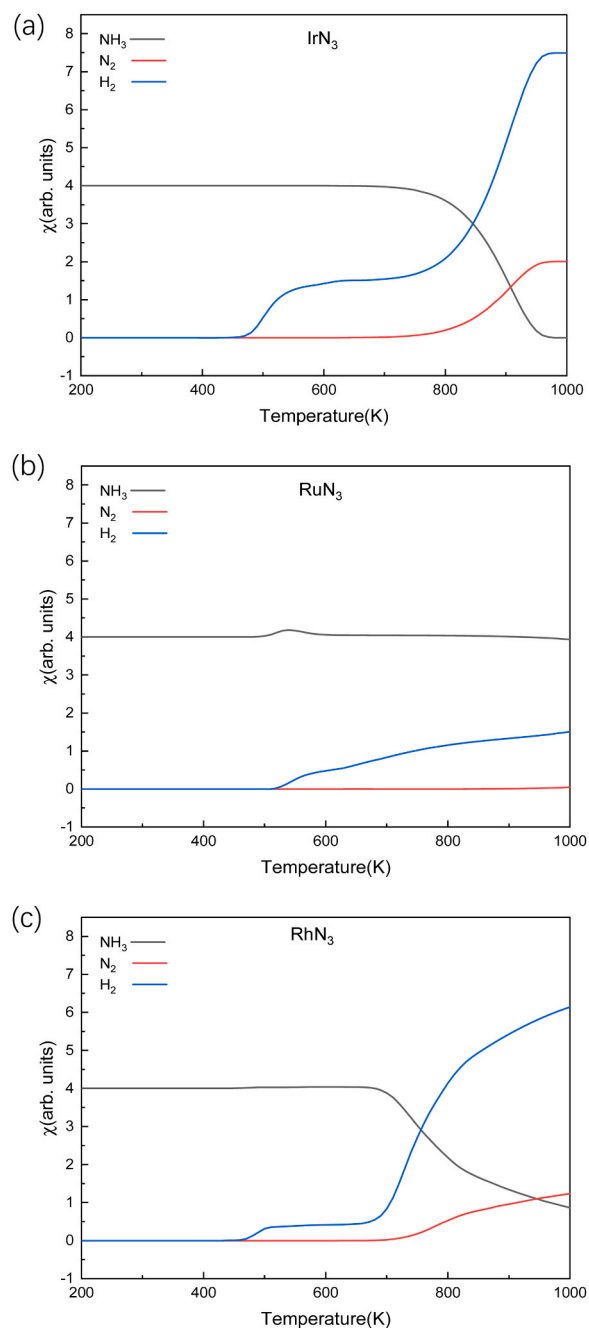 (a)
IrN₃
NH₃
N₂
H₂
8
7
6
5
4
3
2
1
0
-1
χ(arb. units)
200 400 600 800 1000
Temperature(K)
(b)
RuN₃
NH₃
N₂
H₂
8
7
6
5
4
3
2
1
0
-1
χ(arb. units)
200 400 600 800 1000
Temperature(K)
(c)
RhN₃
NH₃
N₂
H₂
8
7
6
5
4
3
2
1
0
-1
χ(arb. units)
200 400 600 800 1000
Temperature(K)